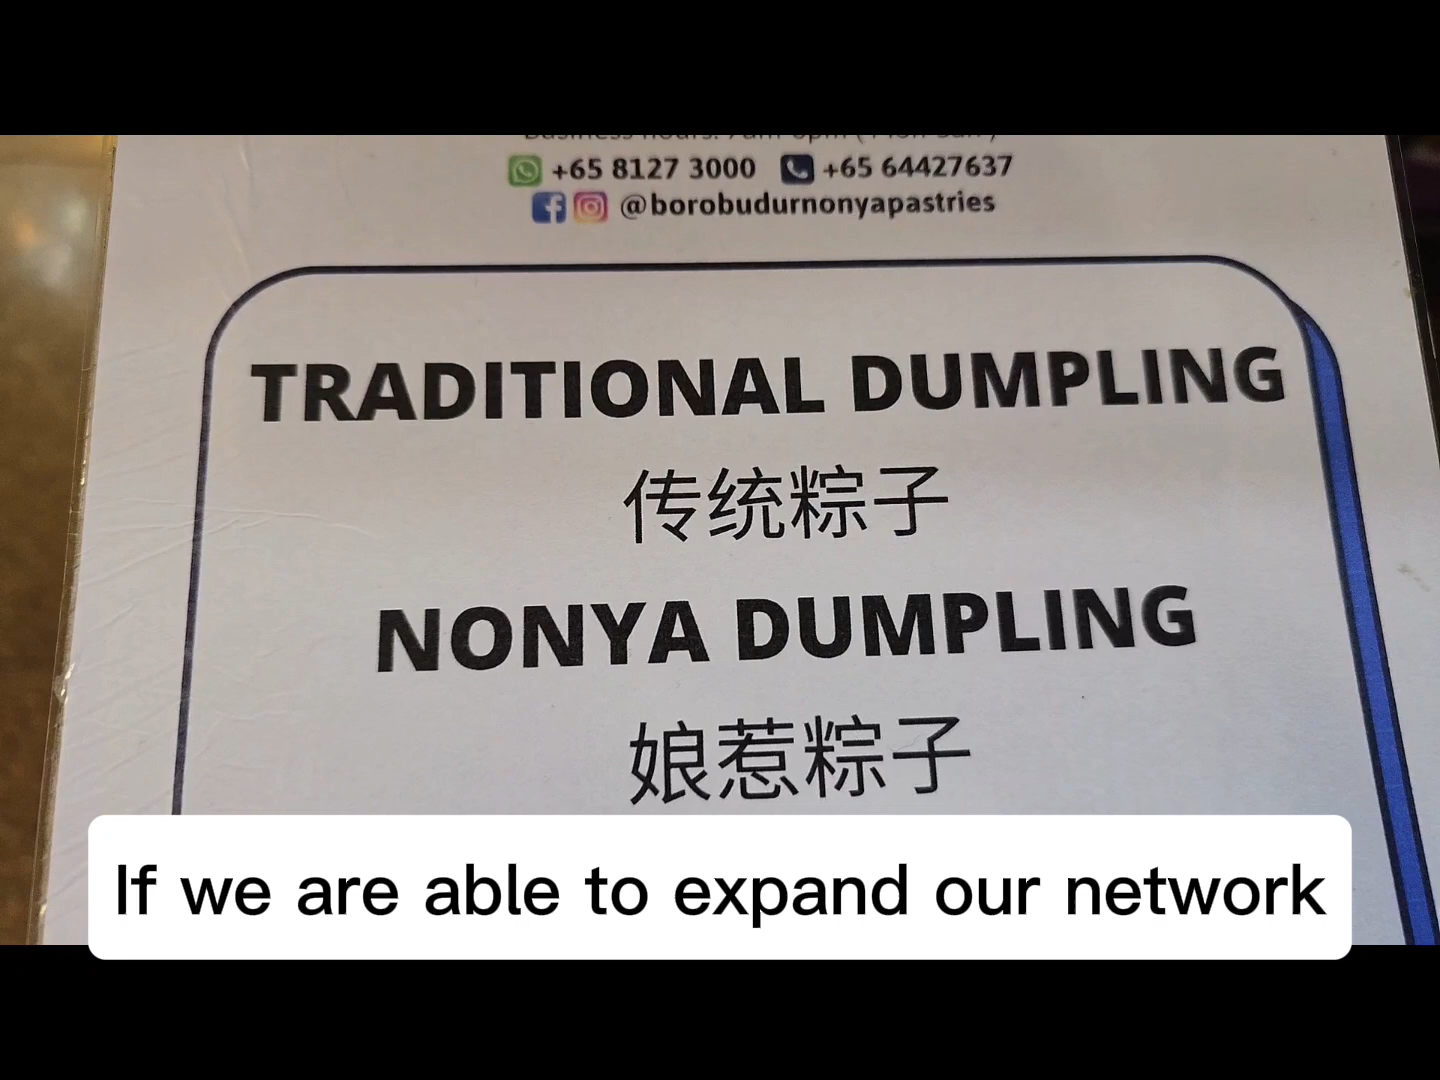 +65 8127 3000 +65 64427637
@borobudurnonyapastries
TRADITIONAL DUMPLING
传统粽子
NONYA DUMPLING
娘惹粽子
If we are able to expand our network